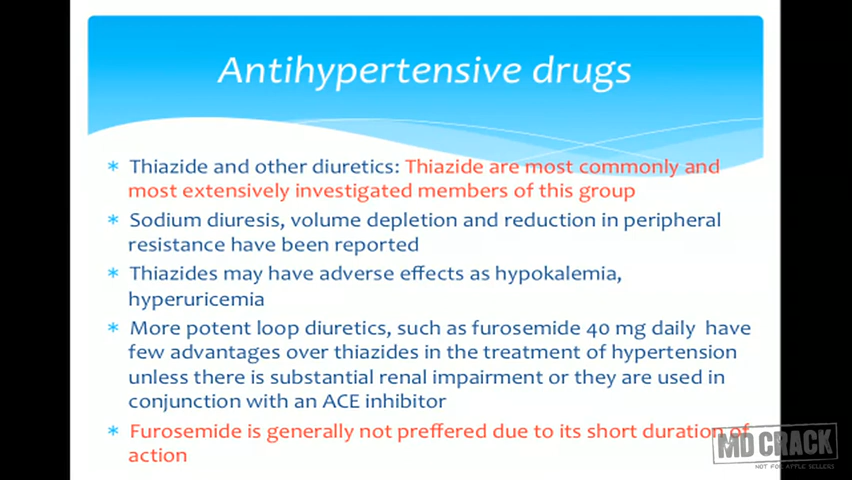 Antihypertensive drugs
* Thiazide and other diuretics: Thiazide are most commonly and
most extensively investigated members of this group
* Sodium diuresis, volume depletion and reduction in peripheral
resistance have been reported
* Thiazides may have adverse effects as hypokalemia,
hyperuricemia
* More potent loop diuretics, such as furosemide 40 mg daily have
few advantages over thiazides in the treatment of hypertension
unless there is substantial renal impairment or they are used in
conjunction with an ACE inhibitor
* Furosemide is generally not preffered due to its short duration of
action
MD CRACK
NOT FOR APPLE SELLERS